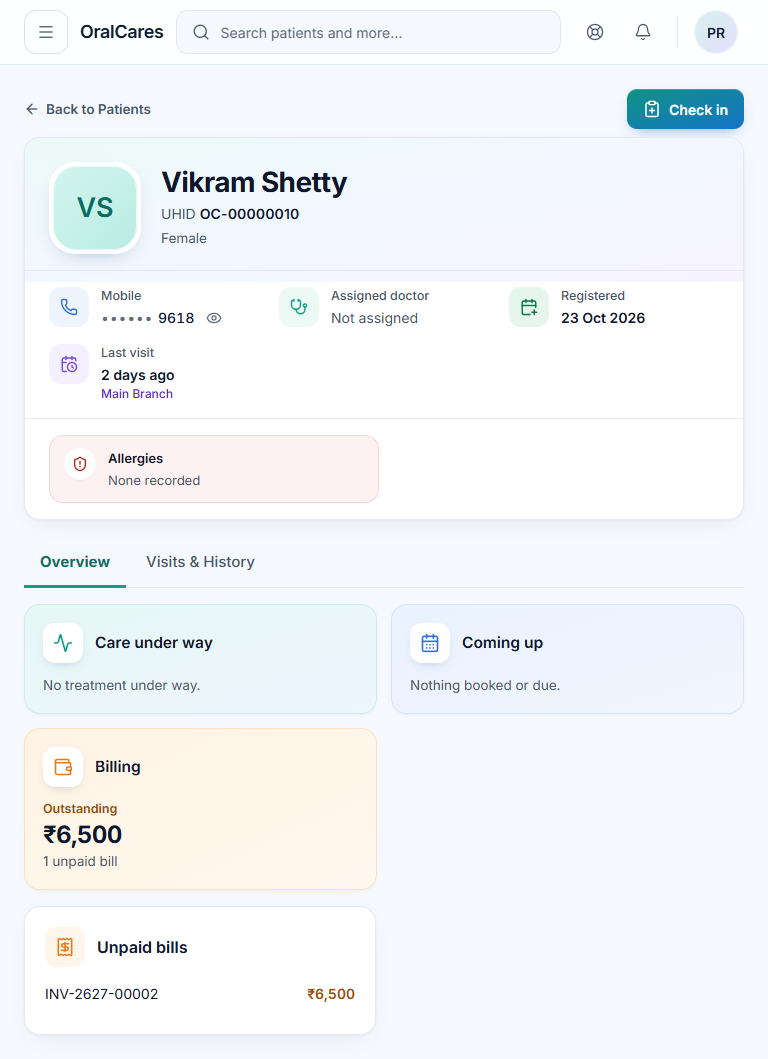 OralCares
Search patients and more...
PR
Back to Patients
Check in
VS
Vikram Shetty
UHID OC-00000010
Female
Mobile
•••••• 9618
Assigned doctor
Not assigned
Registered
23 Oct 2026
Last visit
2 days ago
Main Branch
Allergies
None recorded
Overview
Visits & History
Care under way
No treatment under way.
Coming up
Nothing booked or due.
Billing
Outstanding
₹6,500
1 unpaid bill
Unpaid bills
INV-2627-00002
₹6,500